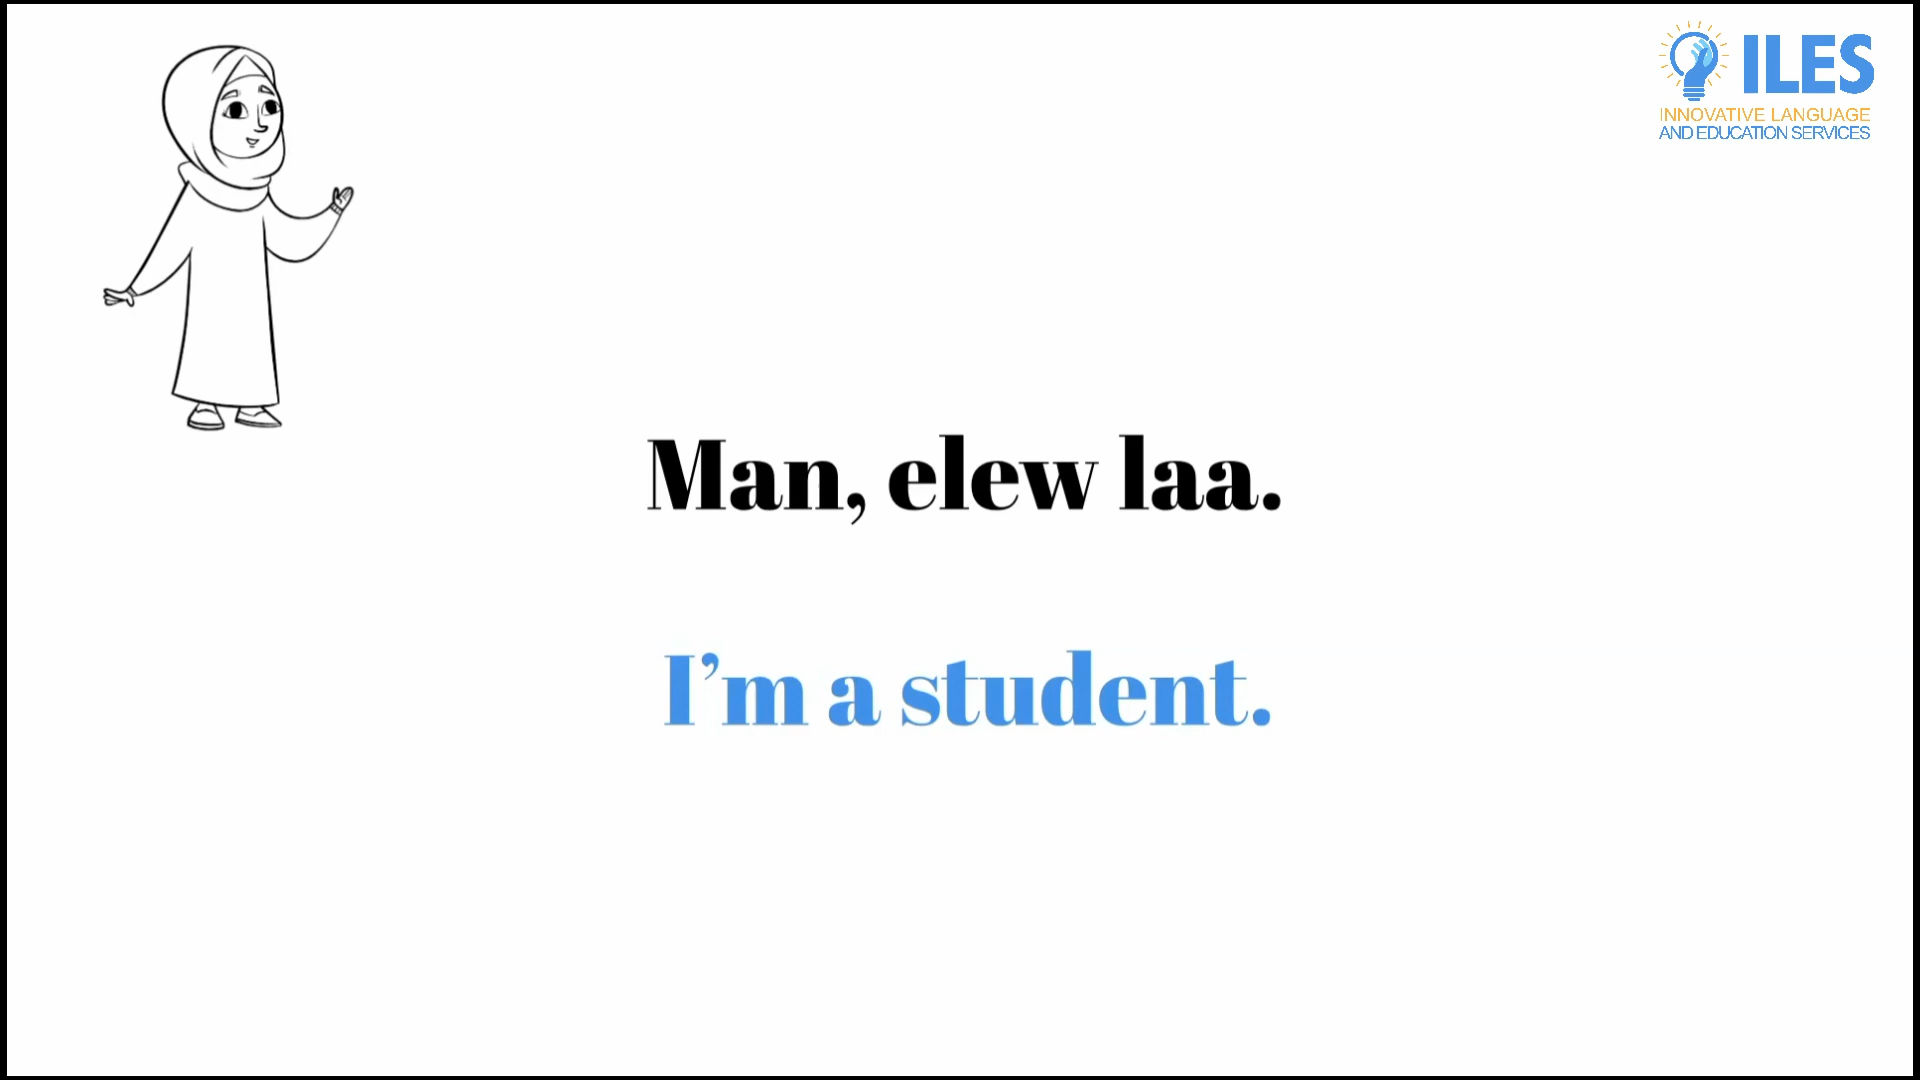 ILES
INNOVATIVE LANGUAGE
AND EDUCATION SERVICES
Man, elew laa.
I’m a student.